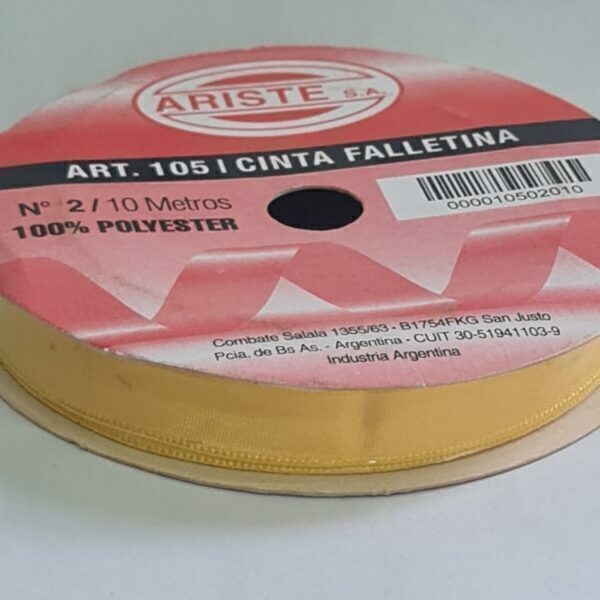 ARISTE S.A.
ART. 105 | CINTA FALLETINA
Nº 2 / 10 Metros
100% POLYESTER
000010502010
Combate Salala 1355/63 - B1754FKG San Justo
Pcia. de Bs As. - Argentina - CUIT 30-51941103-9
Industria Argentina